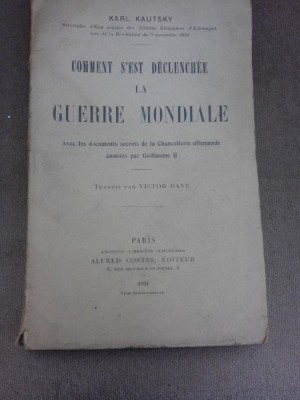 KARL KAUTSKY
COMMENT S'EST DÉCLENCHÉE
LA
GUERRE MONDIALE
Avec les documents secrets de la Chancellerie allemande
annotés par Guillaume II
TRADUIT PAR VICTOR DAVE
PARIS
ALFRED COSTES, ÉDITEUR
1921